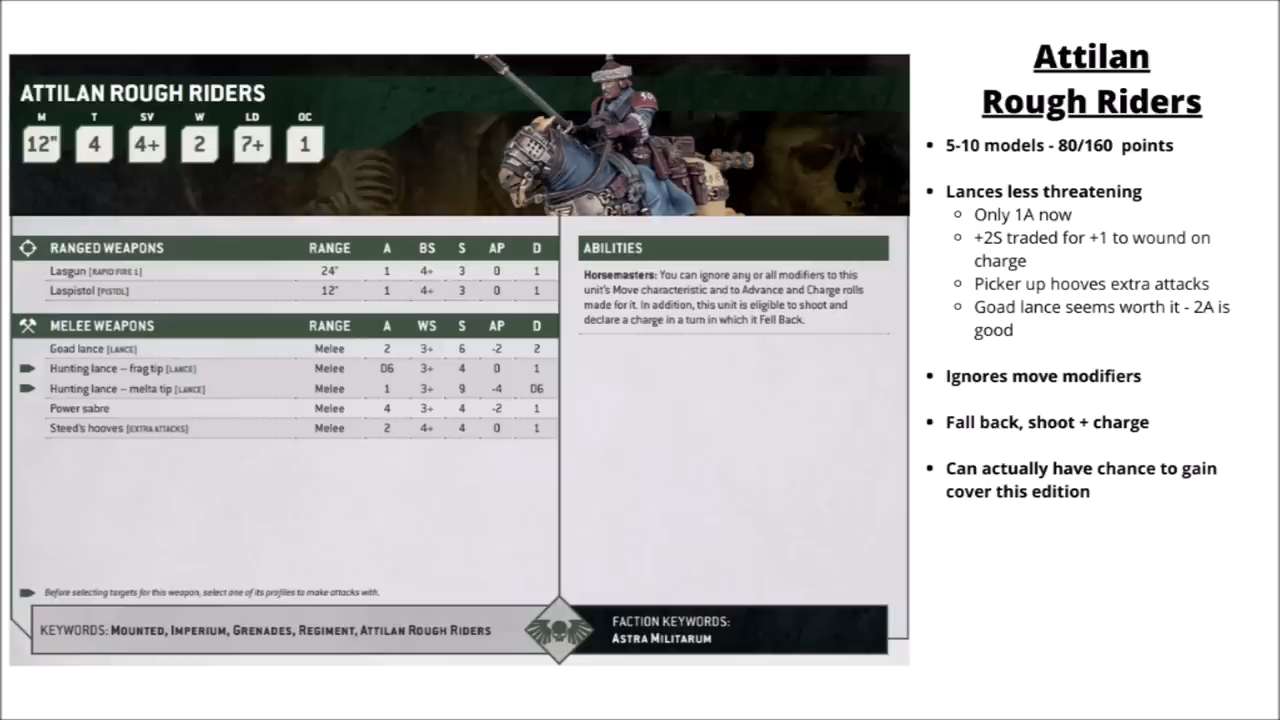 ATTILAN ROUGH RIDERS
M T SV W LD OC
12" 4 4+ 2 7+ 1
RANGED WEAPONS RANGE A BS S AP D
Lasgun [RAPID FIRE 1] 24" 1 4+ 3 0 1
Laspistol [PISTOL] 12" 1 4+ 3 0 1
MELEE WEAPONS RANGE A WS S AP D
Goad lance [LANCE] Melee 2 3+ 6 -2 2
Hunting lance – frag tip [LANCE] Melee D6 3+ 4 0 1
Hunting lance – melta tip [LANCE] Melee 1 3+ 9 -4 D6
Power sabre Melee 4 3+ 4 -2 1
Steed's hooves [EXTRA ATTACKS] Melee 2 4+ 4 0 1
Before selecting targets for this weapon, select one of its profiles to make attacks with.
ABILITIES
Horsemasters: You can ignore any or all modifiers to this
unit's Move characteristic and to Advance and Charge rolls
made for it. In addition, this unit is eligible to shoot and
declare a charge in a turn in which it Fell Back.
KEYWORDS: MOUNTED, IMPERIUM, GRENADES, REGIMENT, ATTILAN ROUGH RIDERS
FACTION KEYWORDS:
ASTRA MILITARUM
Attilan
Rough Riders
• 5-10 models - 80/160 points
• Lances less threatening
◦ Only 1A now
◦ +2S traded for +1 to wound on
charge
◦ Picker up hooves extra attacks
◦ Goad lance seems worth it - 2A is
good
• Ignores move modifiers
• Fall back, shoot + charge
• Can actually have chance to gain
cover this edition